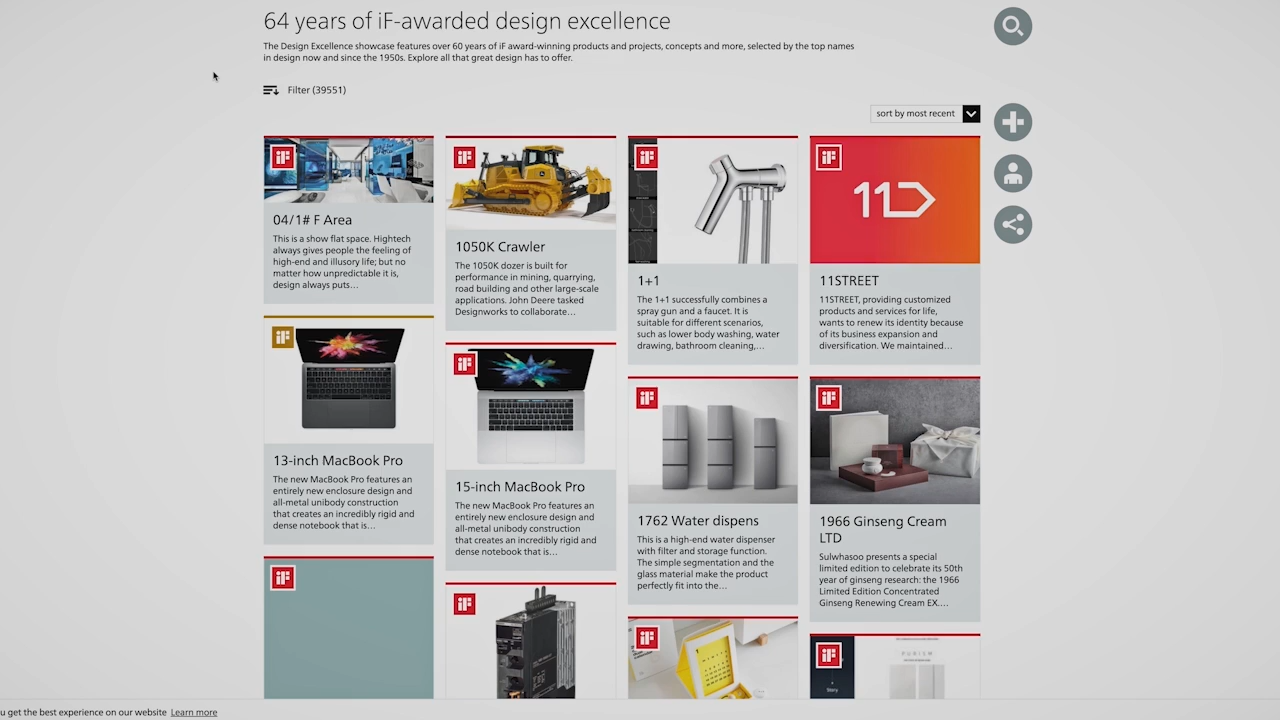 64 years of iF-awarded design excellence
The Design Excellence showcase features over 60 years of iF award-winning products and projects, concepts and more, selected by the top names
in design now and since the 1950s. Explore all that great design has to offer.
Filter (39551)
sort by most recent
iF
04/1# F Area
This is a show flat space. Hightech
always gives people the feeling of
high-end and illusory life; but no
matter how unpredictable it is,
design always puts…
iF
1050K Crawler
The 1050K dozer is built for
performance in mining, quarrying,
road building and other large-scale
applications. John Deere tasked
Designworks to collaborate…
iF
1+1
The 1+1 successfully combines a
spray gun and a faucet. It is
suitable for different scenarios,
such as lower body washing, water
drawing, bathroom cleaning,…
iF
11
11STREET
11STREET, providing customized
products and services for life,
wants to renew its identity because
of its business expansion and
diversification. We maintained…
iF
13-inch MacBook Pro
The new MacBook Pro features an
entirely new enclosure design and
all-metal unibody construction
that creates an incredibly rigid and
dense notebook that is…
iF
15-inch MacBook Pro
The new MacBook Pro features an
entirely new enclosure design and
all-metal unibody construction
that creates an incredibly rigid and
dense notebook that is…
iF
1762 Water dispens
This is a high-end water dispenser
with filter and storage function.
The simple segmentation and the
glass material make the product
perfectly fit into the…
iF
1966 Ginseng Cream
LTD
Sulwhasoo presents a special
limited edition to celebrate its 50th
year of ginseng research: the 1966
Limited Edition Concentrated
Ginseng Renewing Cream EX.…
iF
iF
iF
iF
PURISM
Story
u get the best experience on our website Learn more